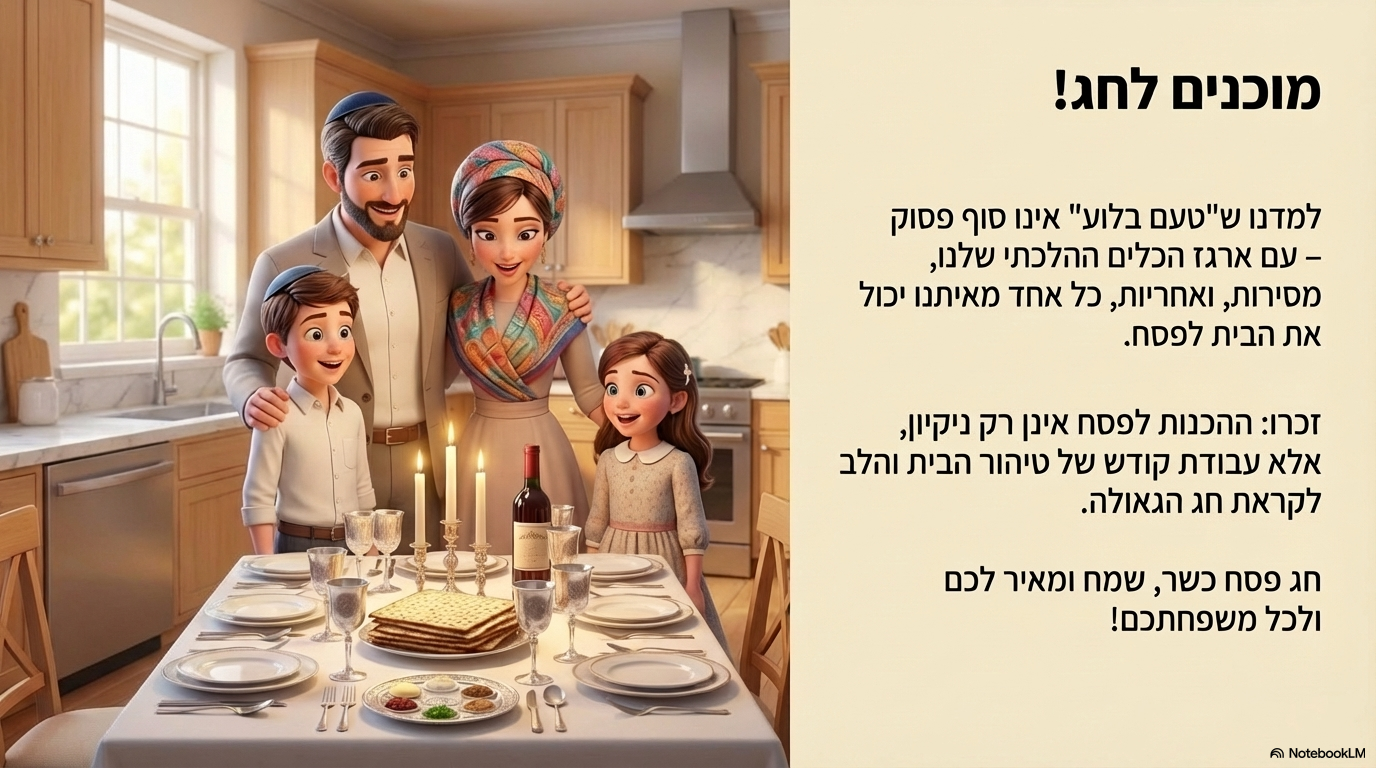 מוכנים לחג!
למדנו ש"טעם בלוע" אינו סוף פסוק
– עם ארגז הכלים ההלכתי שלנו,
מסירות, ואחריות, כל אחד מאיתנו יכול
את הבית לפסח.
זכרו: ההכנות לפסח אינן רק ניקיון,
אלא עבודת קודש של טיהור הבית והלב
לקראת חג הגאולה.
חג פסח כשר, שמח ומאיר לכם
ולכל משפחתכם!
NotebookLM